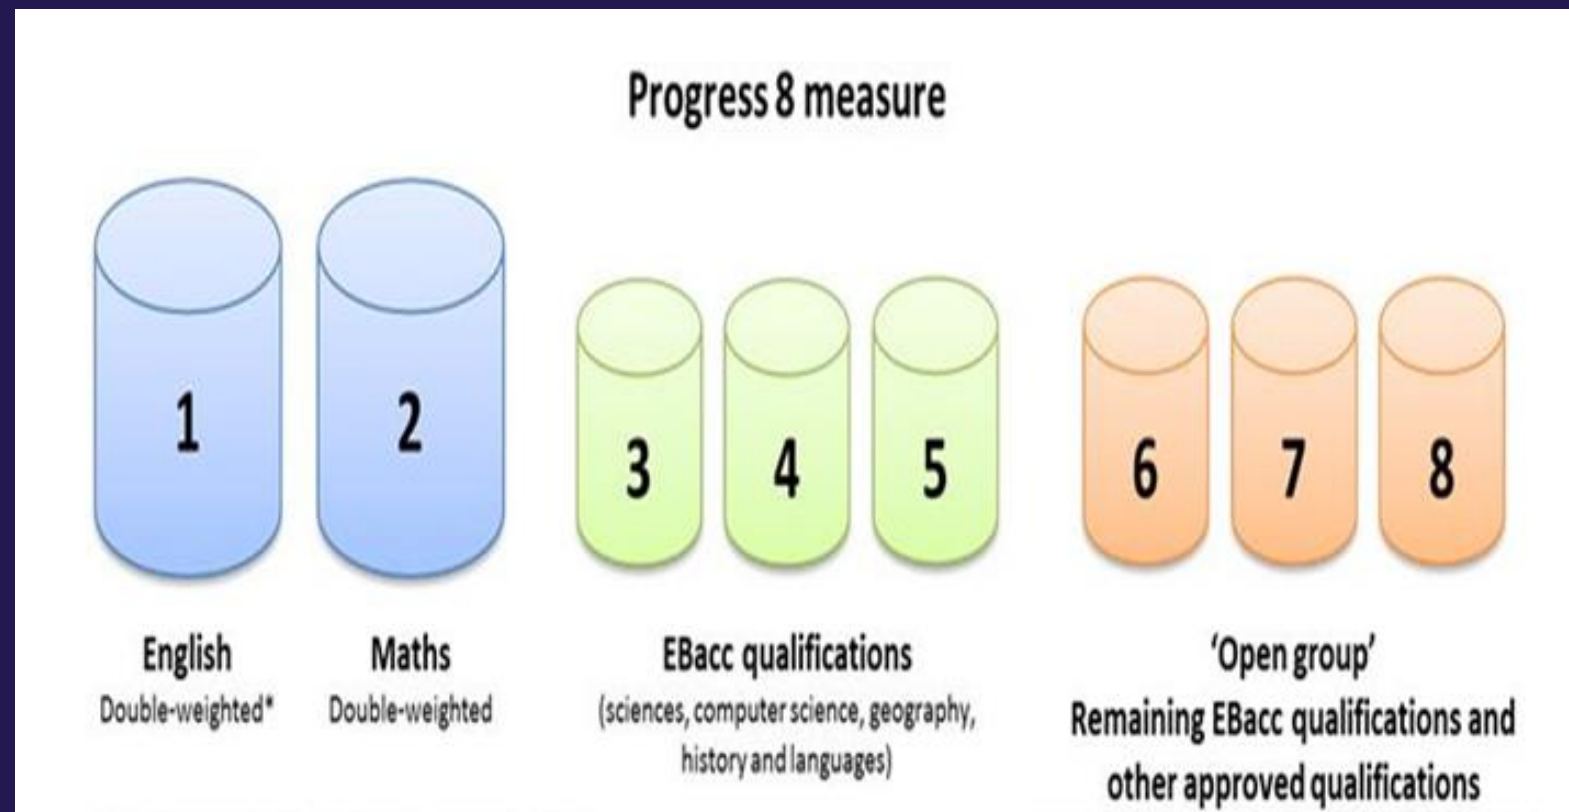 Progress 8 measure
1
2
3
4
5
6
7
8
English
Double-weighted*
Maths
Double-weighted
EBacc qualifications
(sciences, computer science, geography,
history and languages)
‘Open group’
Remaining EBacc qualifications and
other approved qualifications